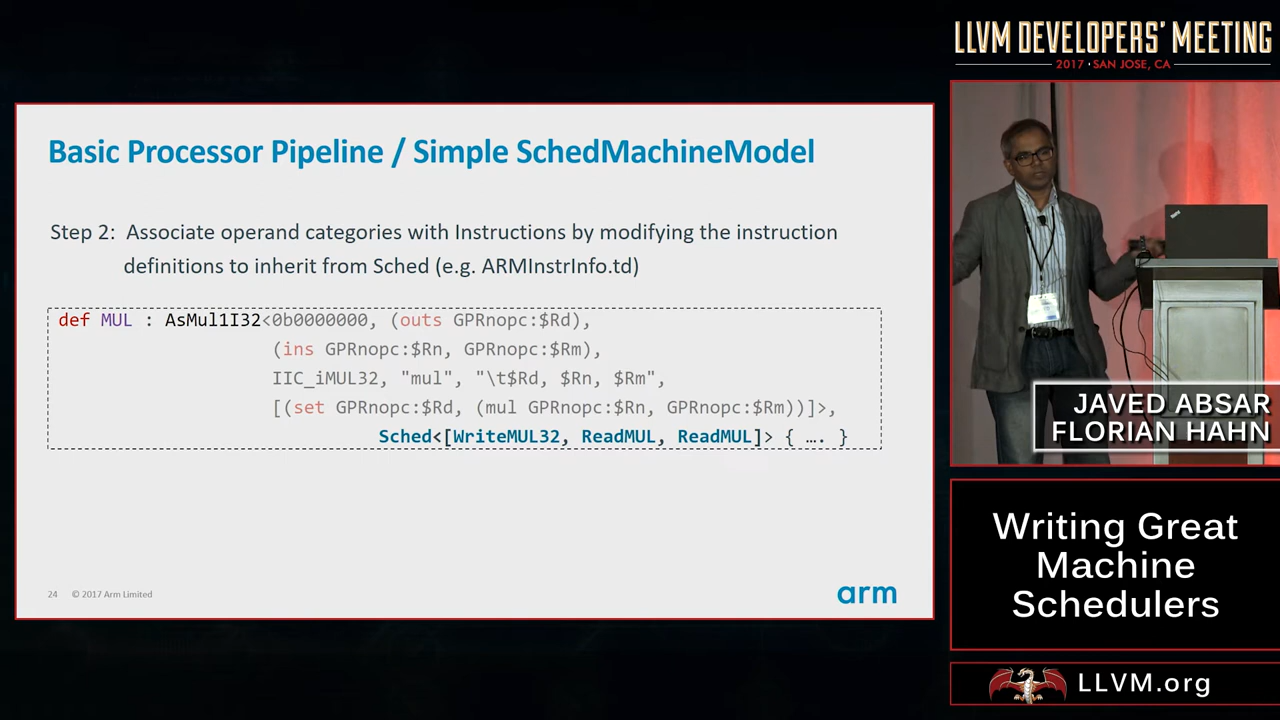 LLVM DEVELOPERS' MEETING
2017 · SAN JOSE, CA
Basic Processor Pipeline / Simple SchedMachineModel
Step 2: Associate operand categories with Instructions by modifying the instruction
definitions to inherit from Sched (e.g. ARMInstrInfo.td)
def MUL : AsMul1I32<0b0000000, (outs GPRnopc:$Rd),
(ins GPRnopc:$Rn, GPRnopc:$Rm),
IIC_iMUL32, "mul", "\t$Rd, $Rn, $Rm",
[(set GPRnopc:$Rd, (mul GPRnopc:$Rn, GPRnopc:$Rm))]>,
Sched<[WriteMUL32, ReadMUL, ReadMUL]> { …. }
24 © 2017 Arm Limited
arm
JAVED ABSAR
FLORIAN HAHN
Writing Great
Machine
Schedulers
LLVM.org